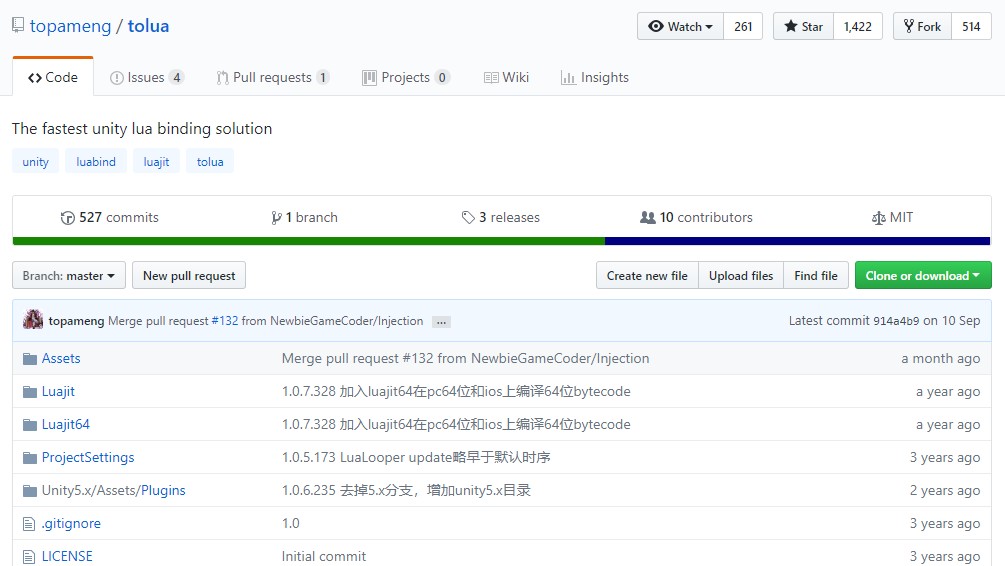 topameng / tolua Watch 261 Star 1,422 Fork 514
Code Issues 4 Pull requests 1 Projects 0 Wiki Insights
The fastest unity lua binding solution
unity luabind luajit tolua
527 commits 1 branch 3 releases 10 contributors MIT
Branch: master New pull request Create new file Upload files Find file Clone or download
topameng Merge pull request #132 from NewbieGameCoder/Injection ... Latest commit 914a4b9 on 10 Sep
Assets Merge pull request #132 from NewbieGameCoder/Injection a month ago
Luajit 1.0.7.328 加入luajit64在pc64位和ios上编译64位bytecode a year ago
Luajit64 1.0.7.328 加入luajit64在pc64位和ios上编译64位bytecode a year ago
ProjectSettings 1.0.5.173 LuaLooper update略早于默认时序 3 years ago
Unity5.x/Assets/Plugins 1.0.6.235 去掉5.x分支，增加unity5.x目录 2 years ago
.gitignore 1.0 3 years ago
LICENSE Initial commit 3 years ago